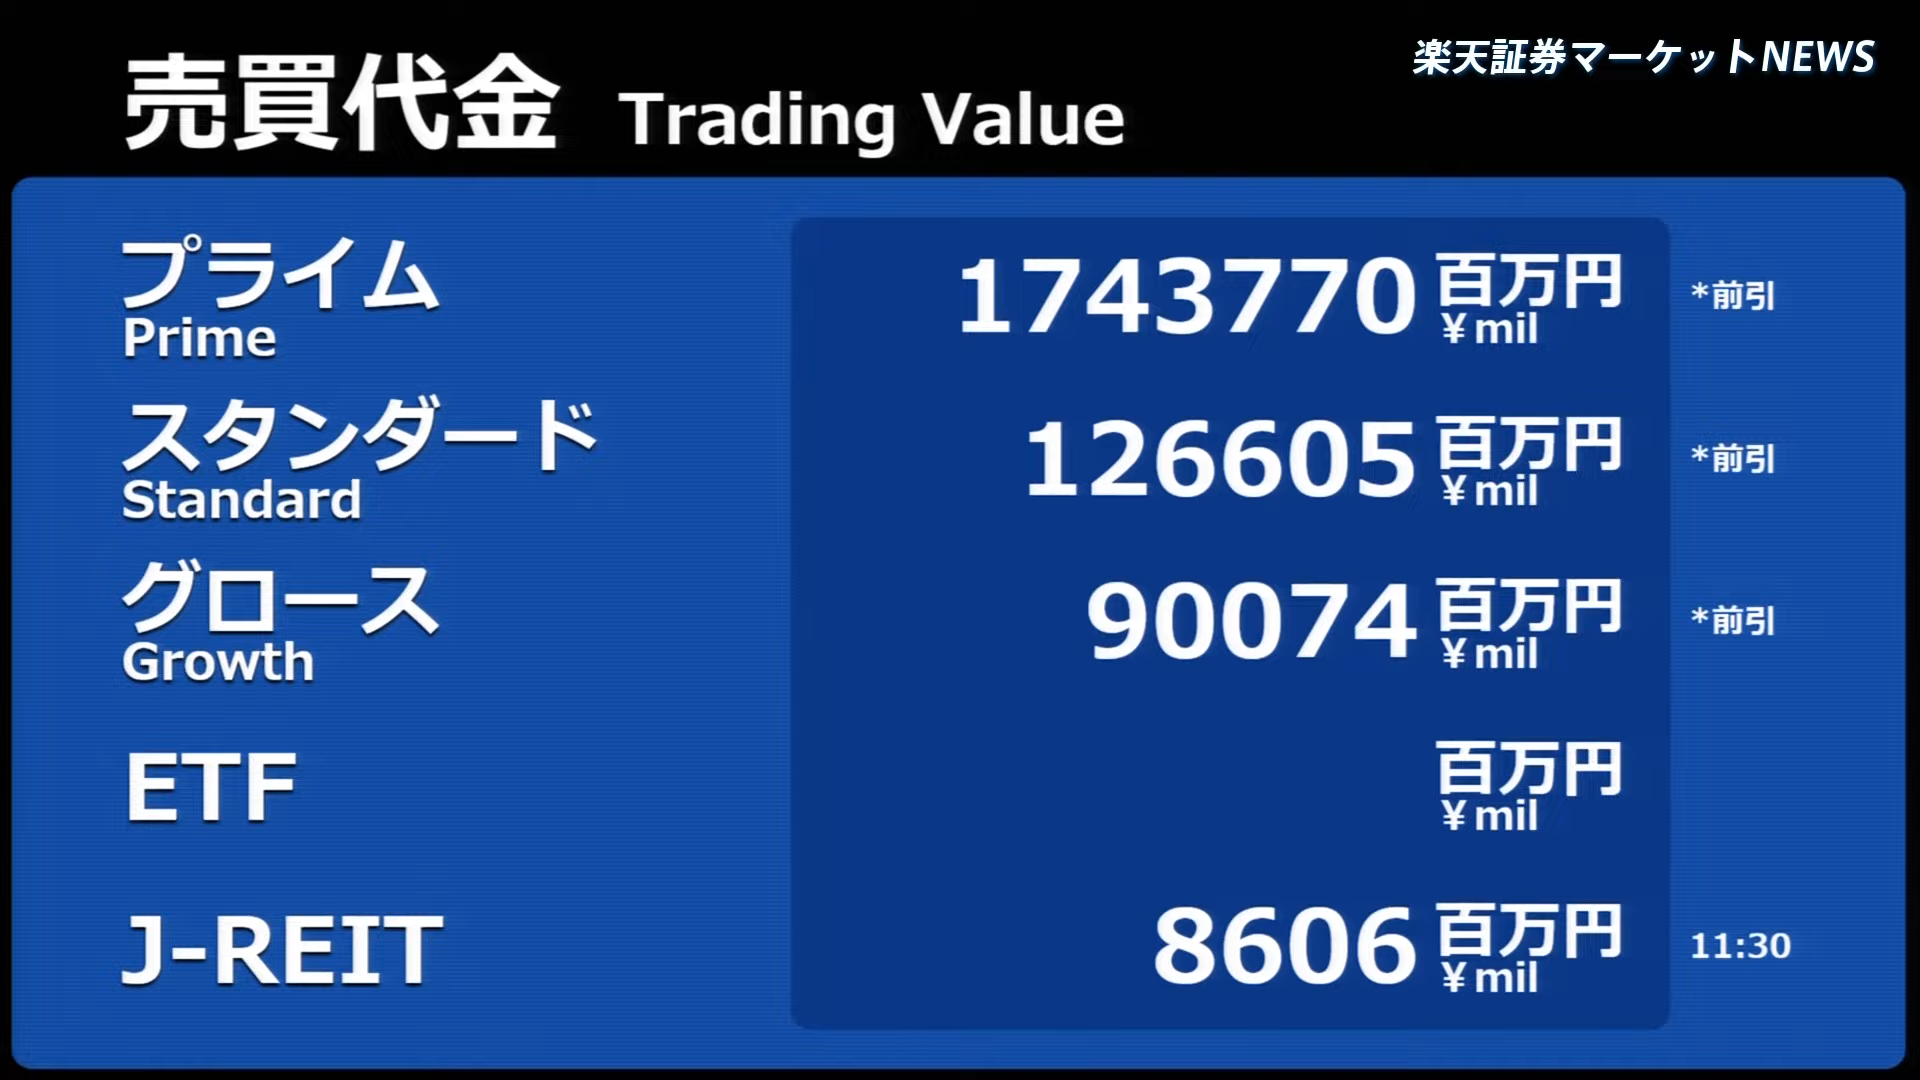 楽天証券マーケットNEWS
売買代金 Trading Value
プライム 1743770 百万円 *前引
Prime ¥mil
スタンダード 126605 百万円 *前引
Standard ¥mil
グロース 90074 百万円 *前引
Growth ¥mil
ETF 百万円
¥mil
J-REIT 8606 百万円 11:30
¥mil